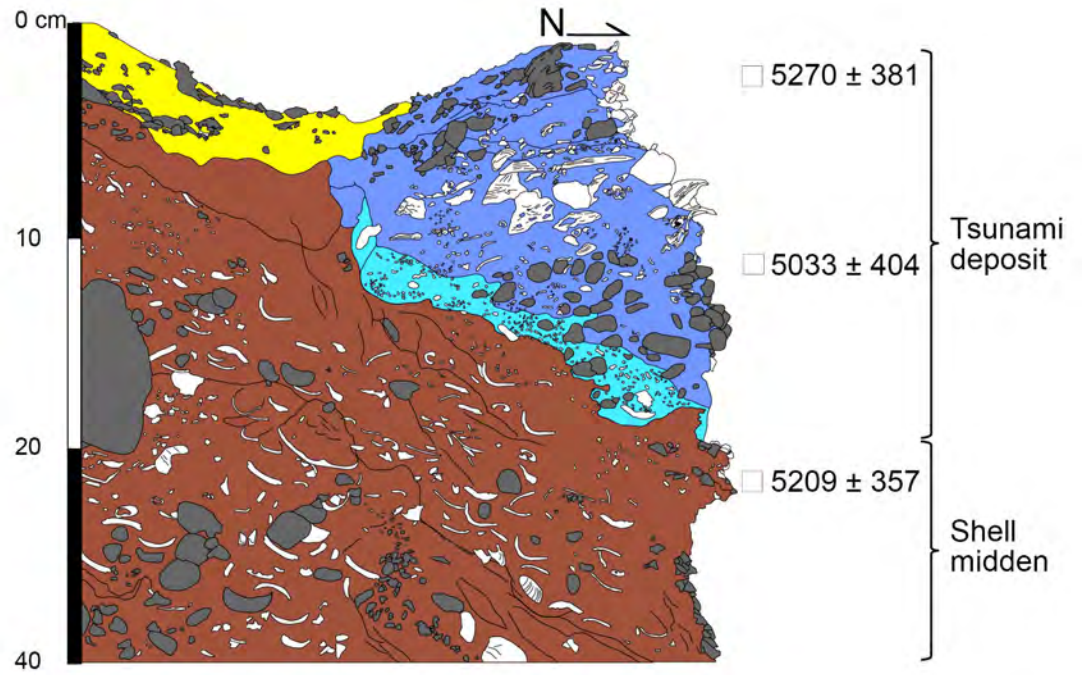 0 cm
N
5270 ± 381
10
5033 ± 404
Tsunami
deposit
20
5209 ± 357
Shell
midden
40